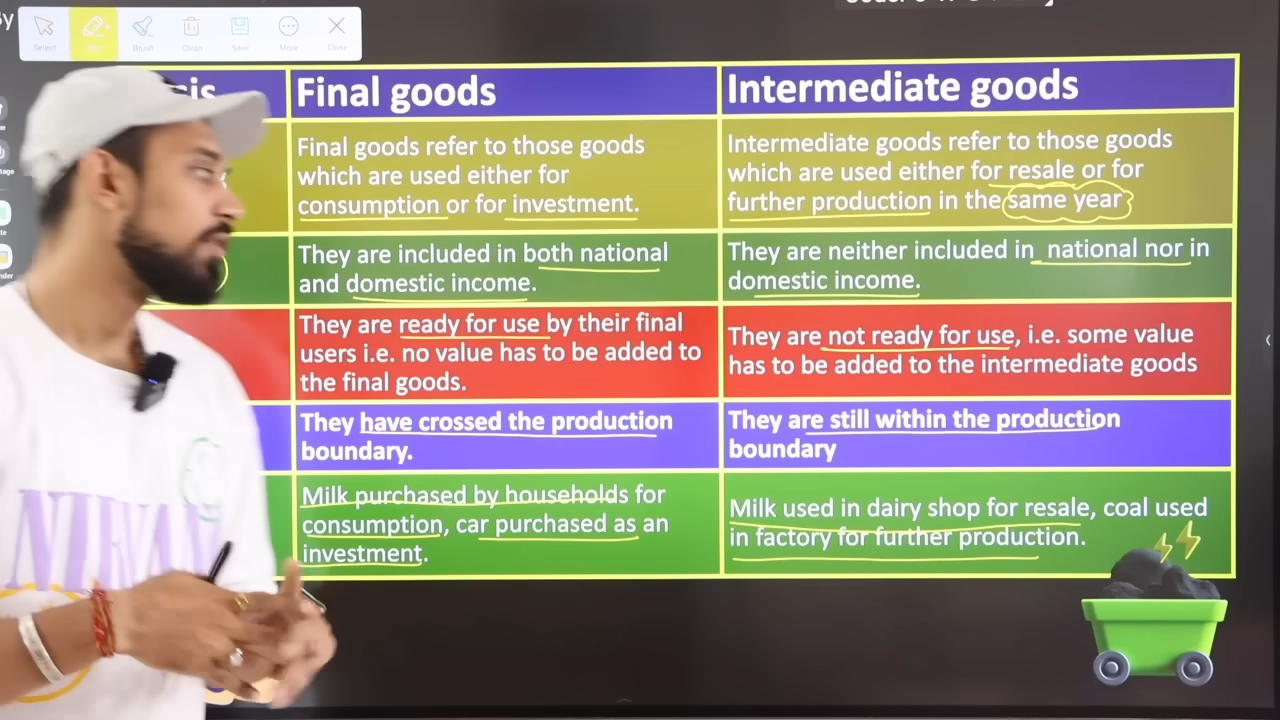 By
Select
Clean
Save
More
Close
Final goods
Intermediate goods
Final goods refer to those goods
which are used either for
consumption or for investment.
Intermediate goods refer to those goods
which are used either for resale or for
further production in the same year
They are included in both national
and domestic income.
They are neither included in national nor in
domestic income.
They are ready for use by their final
users i.e. no value has to be added to
the final goods.
They are not ready for use, i.e. some value
has to be added to the intermediate goods
They have crossed the production
boundary.
They are still within the production
boundary
Milk purchased by households for
consumption, car purchased as an
investment.
Milk used in dairy shop for resale, coal used
in factory for further production.